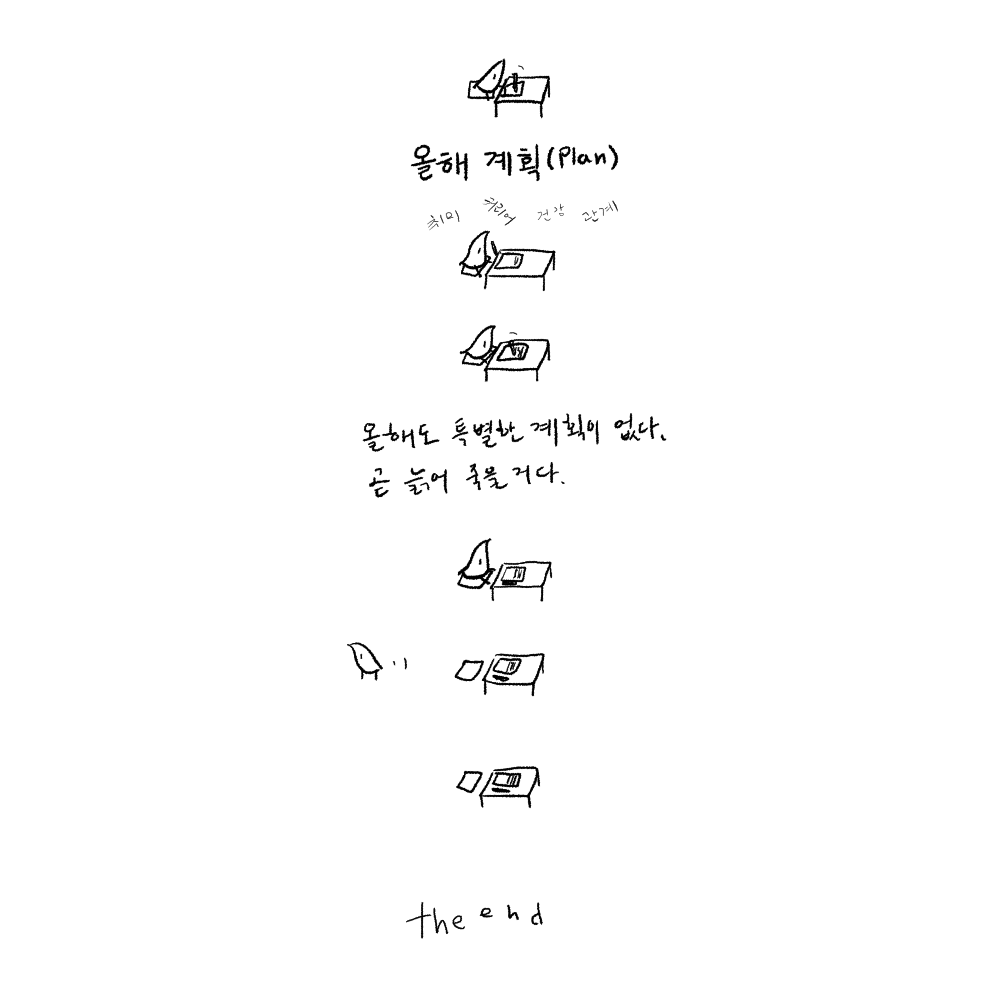 올해 계획(Plan)
취미 커리어 건강 관계
올해도 특별한 계획이 없다.
곧 늙어 죽을거다.
the end